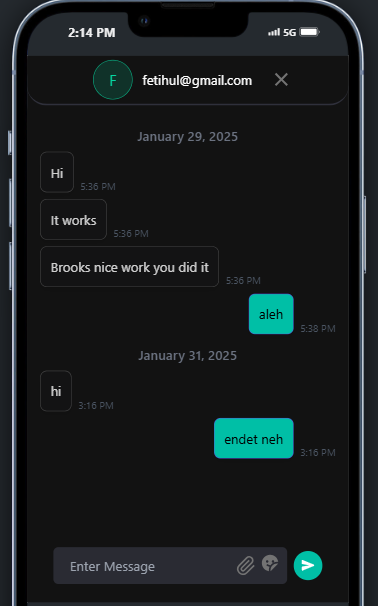 2:14 PM 5G
F fetihul@gmail.com
January 29, 2025
Hi
5:36 PM
It works
5:36 PM
Brooks nice work you did it
5:36 PM
aleh
5:38 PM
January 31, 2025
hi
3:16 PM
endet neh
3:16 PM
Enter Message